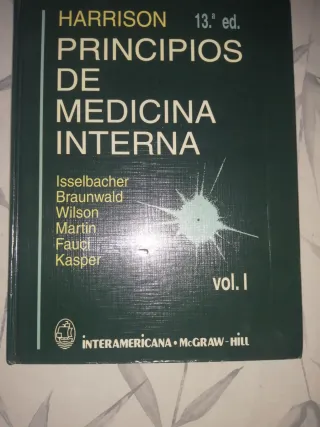 HARRISON 13.ª ed.
PRINCIPIOS
DE
MEDICINA
INTERNA
Isselbacher
Braunwald
Wilson
Martin
Fauci
Kasper
vol. I
INTERAMERICANA • McGRAW-HILL